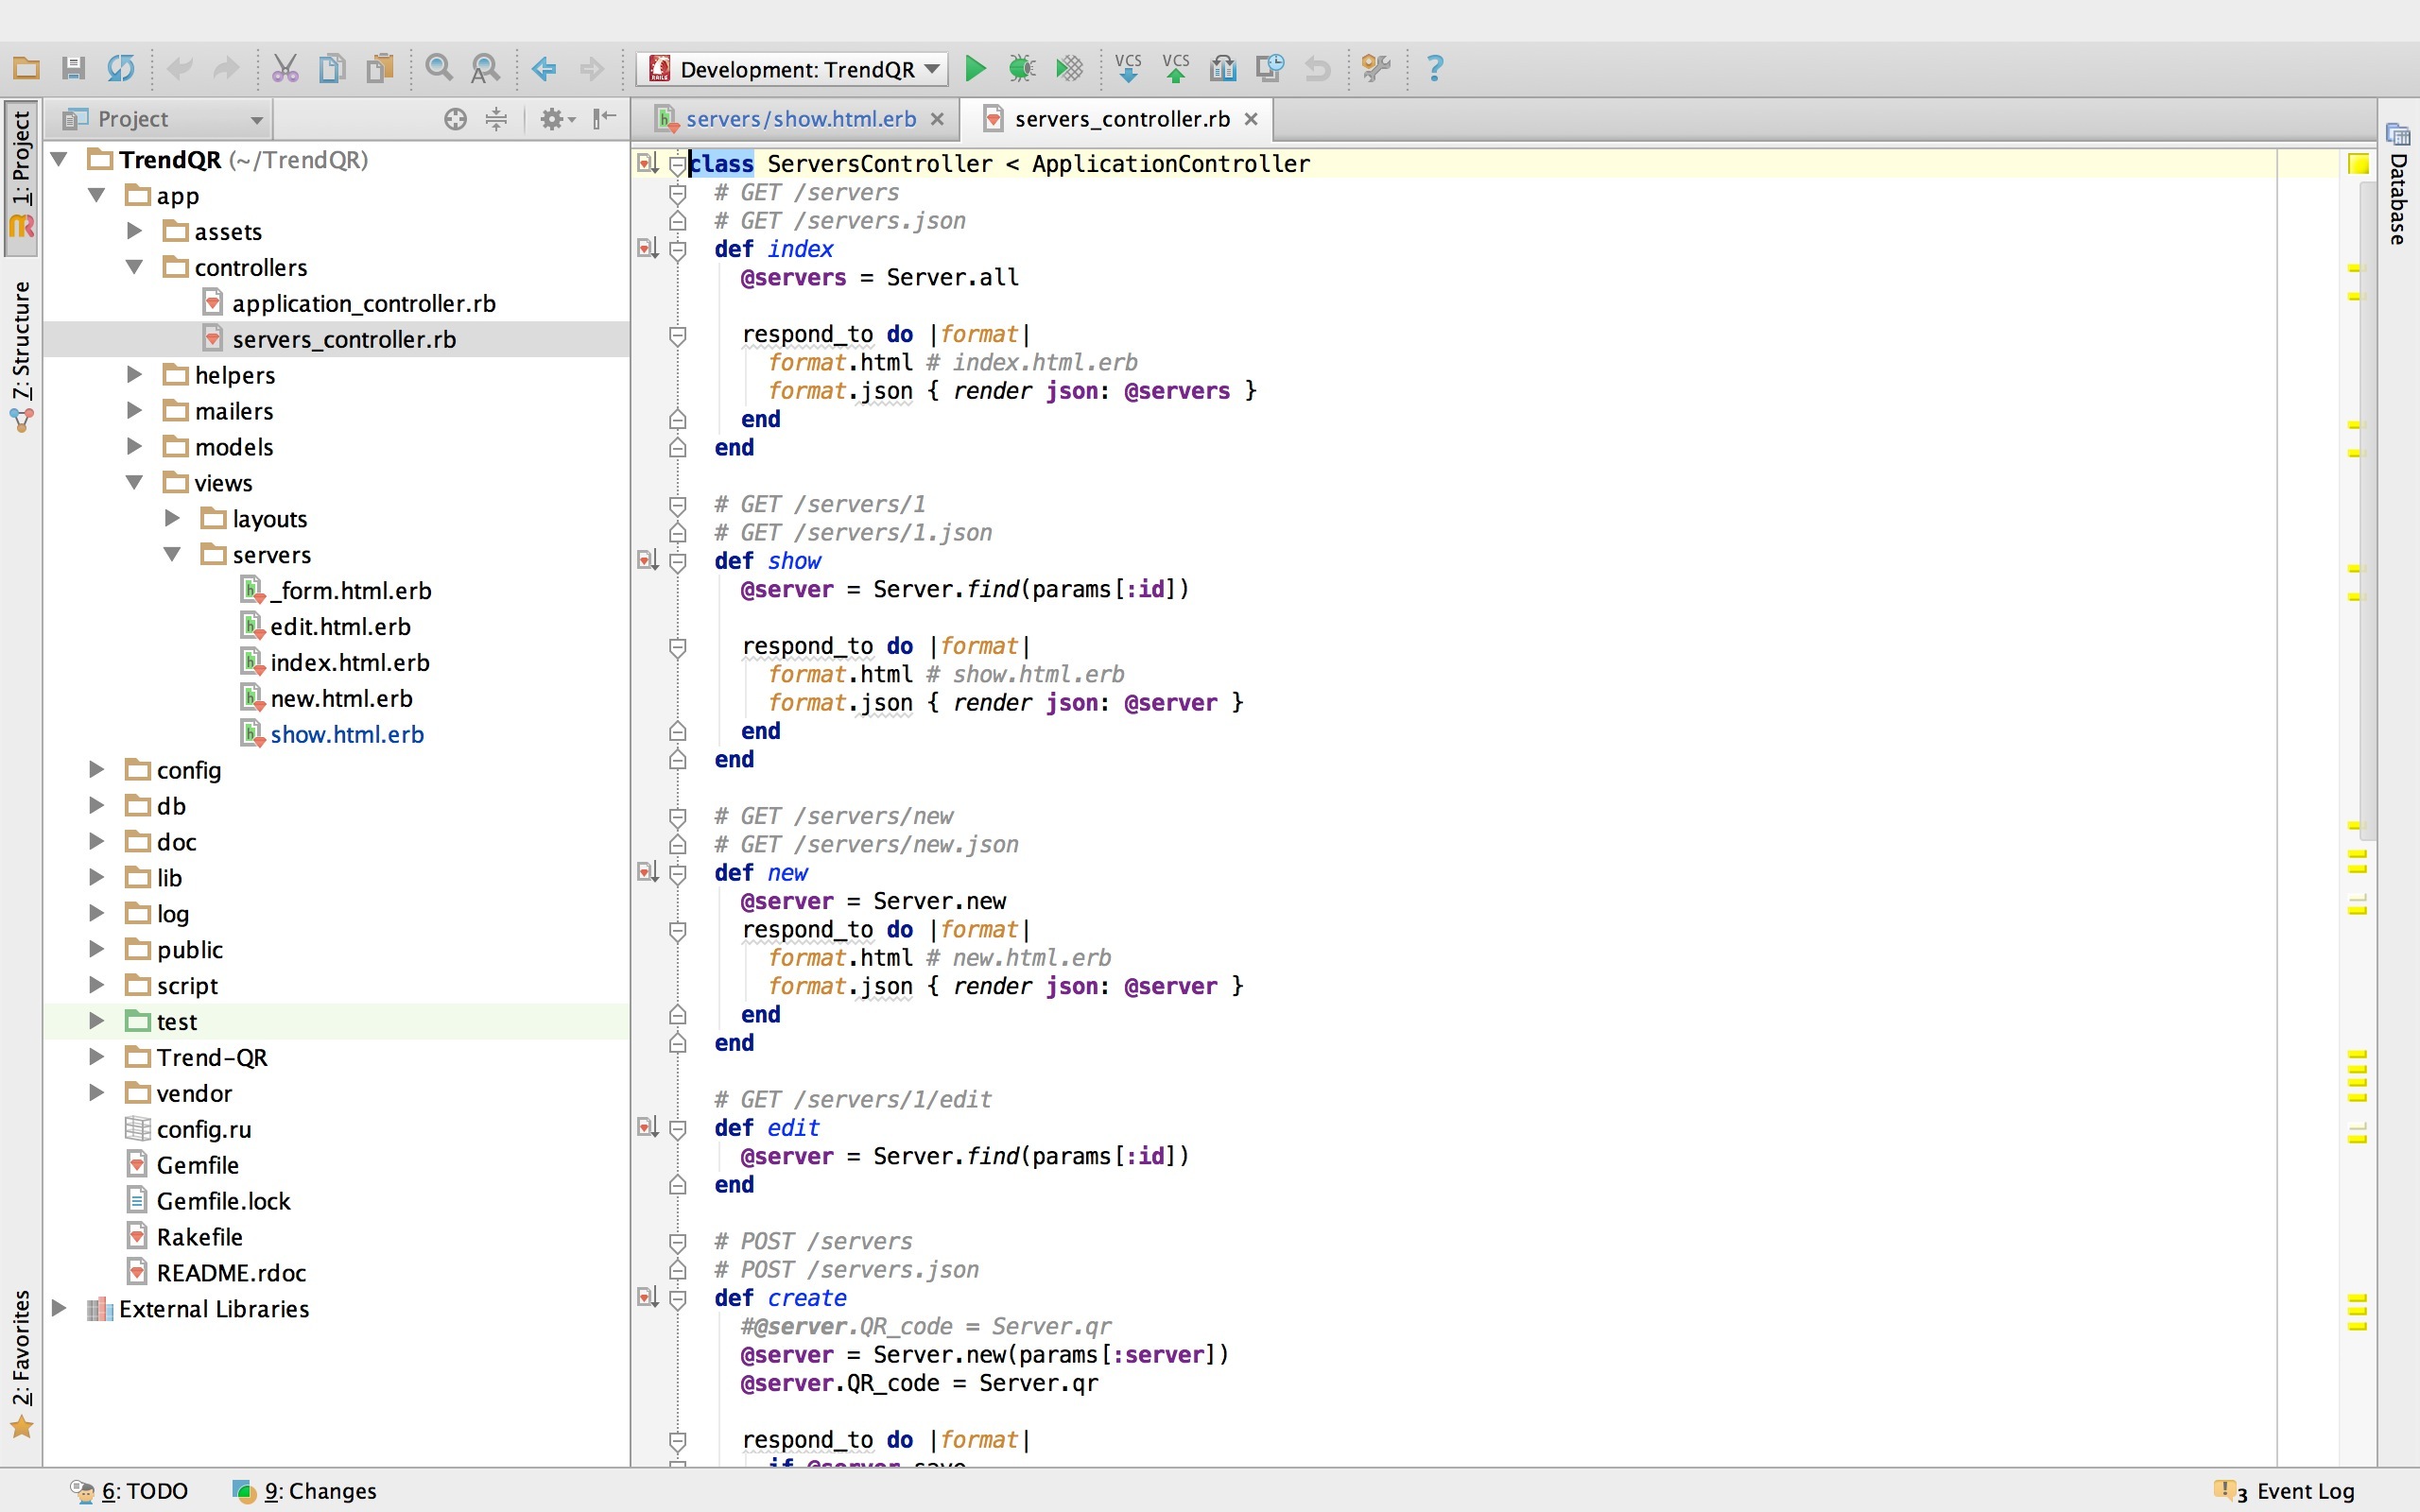 Development: TrendQR
VCS
VCS
?
1: Project
7: Structure
2: Favorites
Project
TrendQR (~/TrendQR)
app
assets
controllers
application_controller.rb
servers_controller.rb
helpers
mailers
models
views
layouts
servers
_form.html.erb
edit.html.erb
index.html.erb
new.html.erb
show.html.erb
config
db
doc
lib
log
public
script
test
Trend-QR
vendor
config.ru
Gemfile
Gemfile.lock
Rakefile
README.rdoc
External Libraries
servers/show.html.erb
servers_controller.rb
class ServersController < ApplicationController
  # GET /servers
  # GET /servers.json
  def index
    @servers = Server.all
    respond_to do |format|
      format.html # index.html.erb
      format.json { render json: @servers }
    end
  end
  # GET /servers/1
  # GET /servers/1.json
  def show
    @server = Server.find(params[:id])
    respond_to do |format|
      format.html # show.html.erb
      format.json { render json: @server }
    end
  end
  # GET /servers/new
  # GET /servers/new.json
  def new
    @server = Server.new
    respond_to do |format|
      format.html # new.html.erb
      format.json { render json: @server }
    end
  end
  # GET /servers/1/edit
  def edit
    @server = Server.find(params[:id])
  end
  # POST /servers
  # POST /servers.json
  def create
    #@server.QR_code = Server.qr
    @server = Server.new(params[:server])
    @server.QR_code = Server.qr
    respond_to do |format|
      if @server.save
Database
6: TODO
9: Changes
3 Event Log